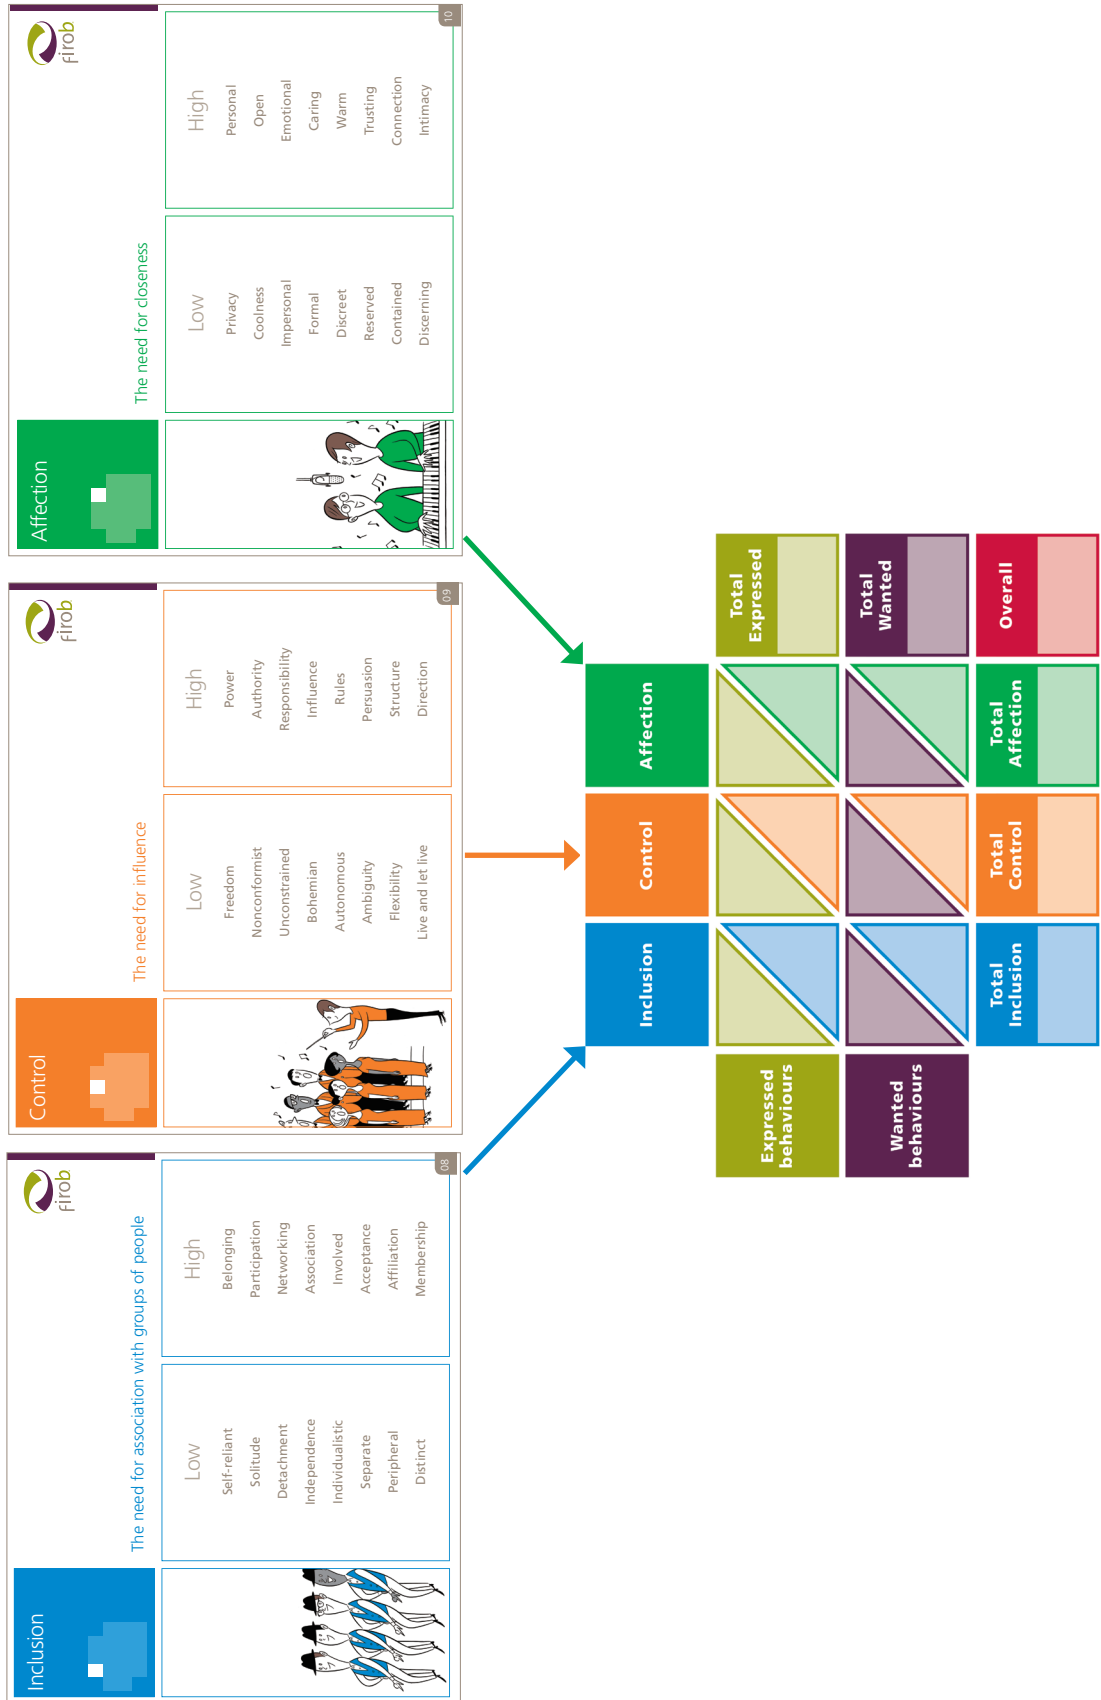 Inclusion
firob
The need for association with groups of people
Low
Self-reliant
Solitude
Detachment
Independence
Individualistic
Separate
Peripheral
Distinct
High
Belonging
Participation
Networking
Association
Involved
Acceptance
Affiliation
Membership
08
Control
firob
The need for influence
Low
Freedom
Nonconformist
Unconstrained
Bohemian
Autonomous
Ambiguity
Flexibility
Live and let live
High
Power
Authority
Responsibility
Influence
Rules
Persuasion
Structure
Direction
09
Affection
firob
The need for closeness
Low
Privacy
Coolness
Impersonal
Formal
Discreet
Reserved
Contained
Discerning
High
Personal
Open
Emotional
Caring
Warm
Trusting
Connection
Intimacy
10
Inclusion
Control
Affection
Expressed
behaviours
Total
Expressed
Wanted
behaviours
Total
Wanted
Total
Inclusion
Total
Control
Total
Affection
Overall